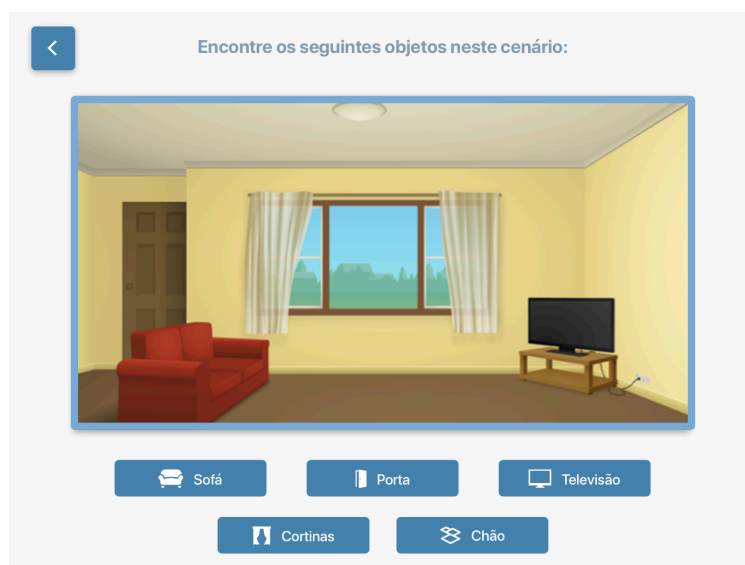 Encontre os seguintes objetos neste cenário:
Sofá
Porta
Televisão
Cortinas
Chão